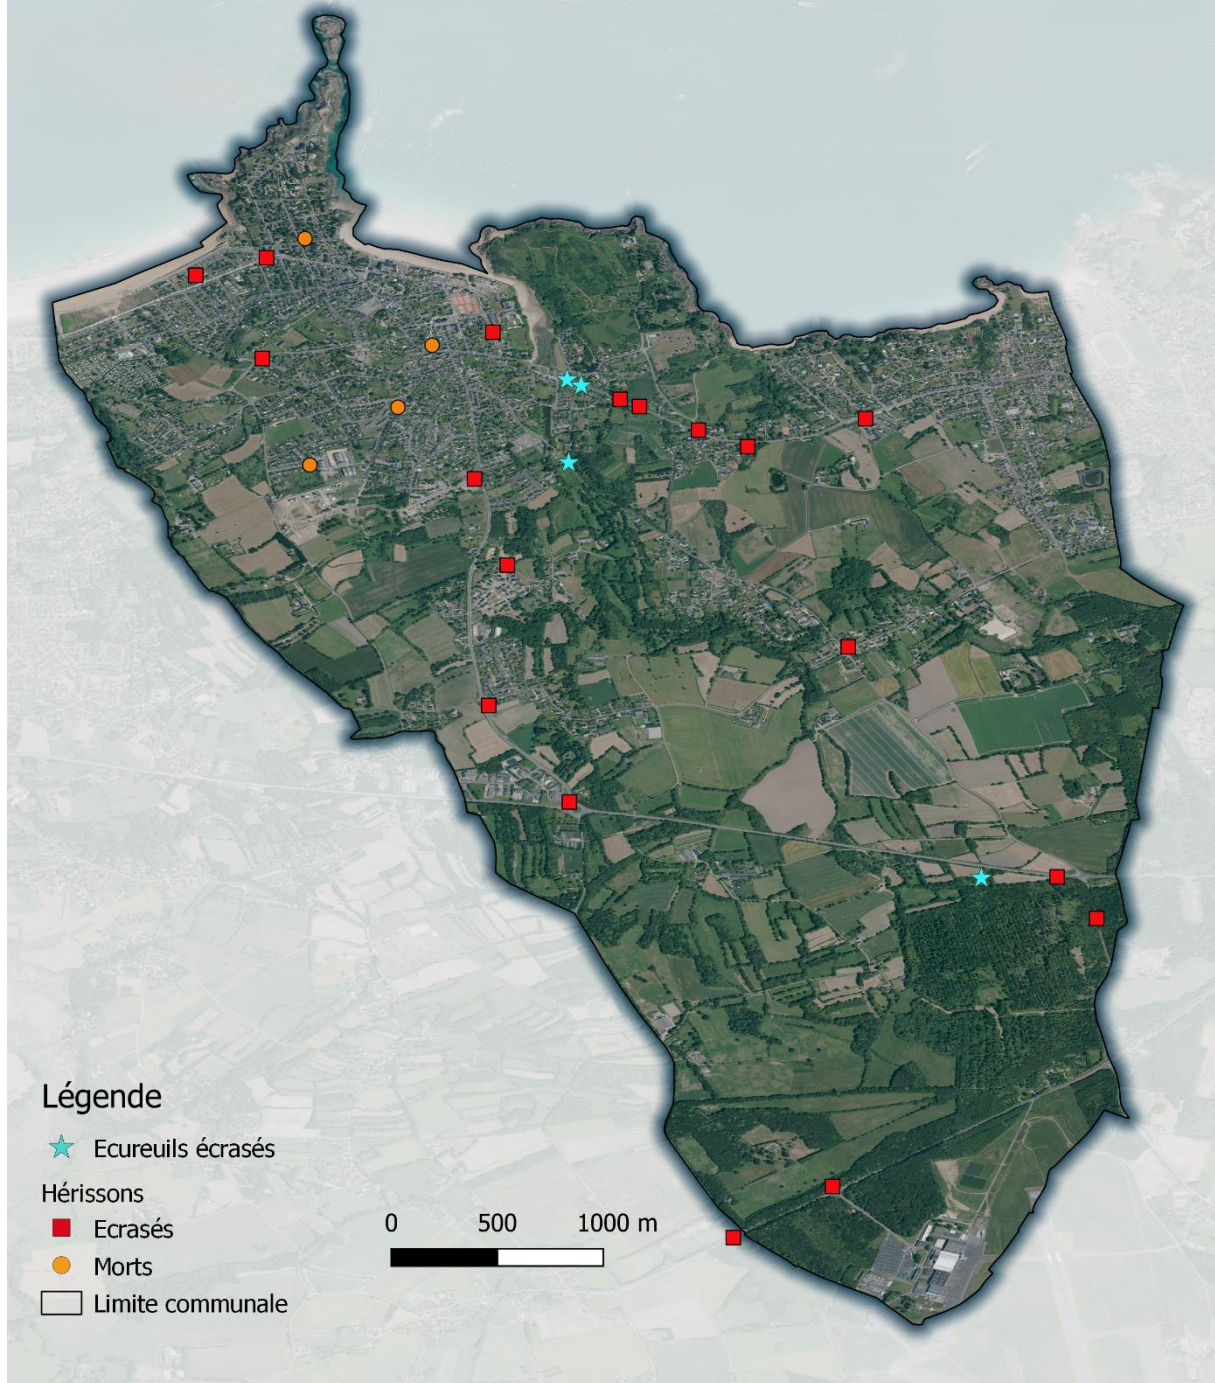 Légende
Ecureuils écrasés
Hérissons
Ecrasés
Morts
Limite communale
0 500 1000 m